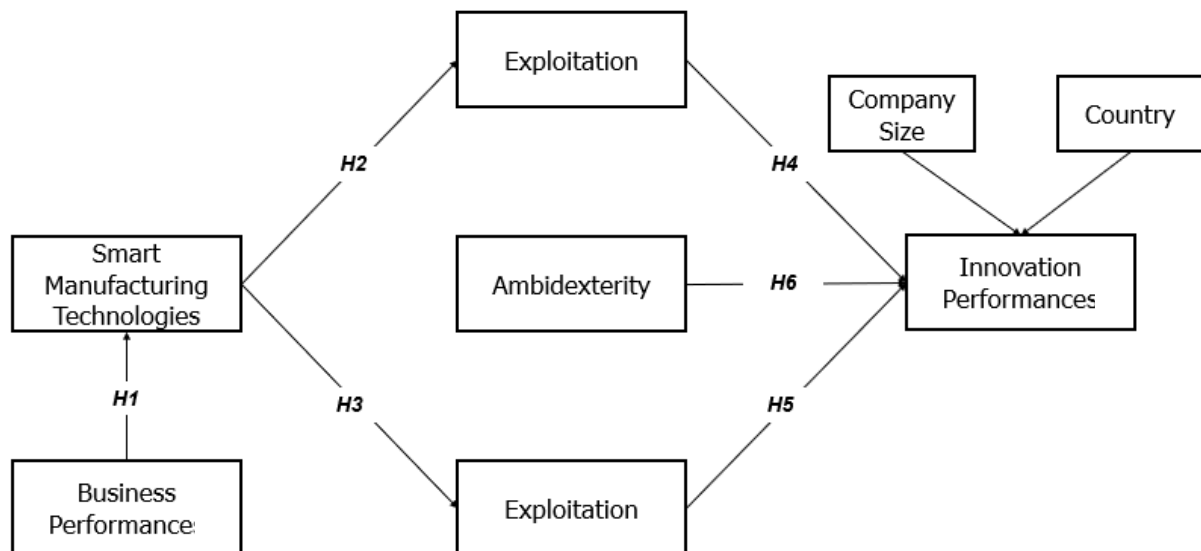 Exploitation
Company
Size
Country
H2
H4
Smart
Manufacturing
Technologies
Ambidexterity
H6
Innovation
Performances
H1
H3
H5
Business
Performances
Exploitation